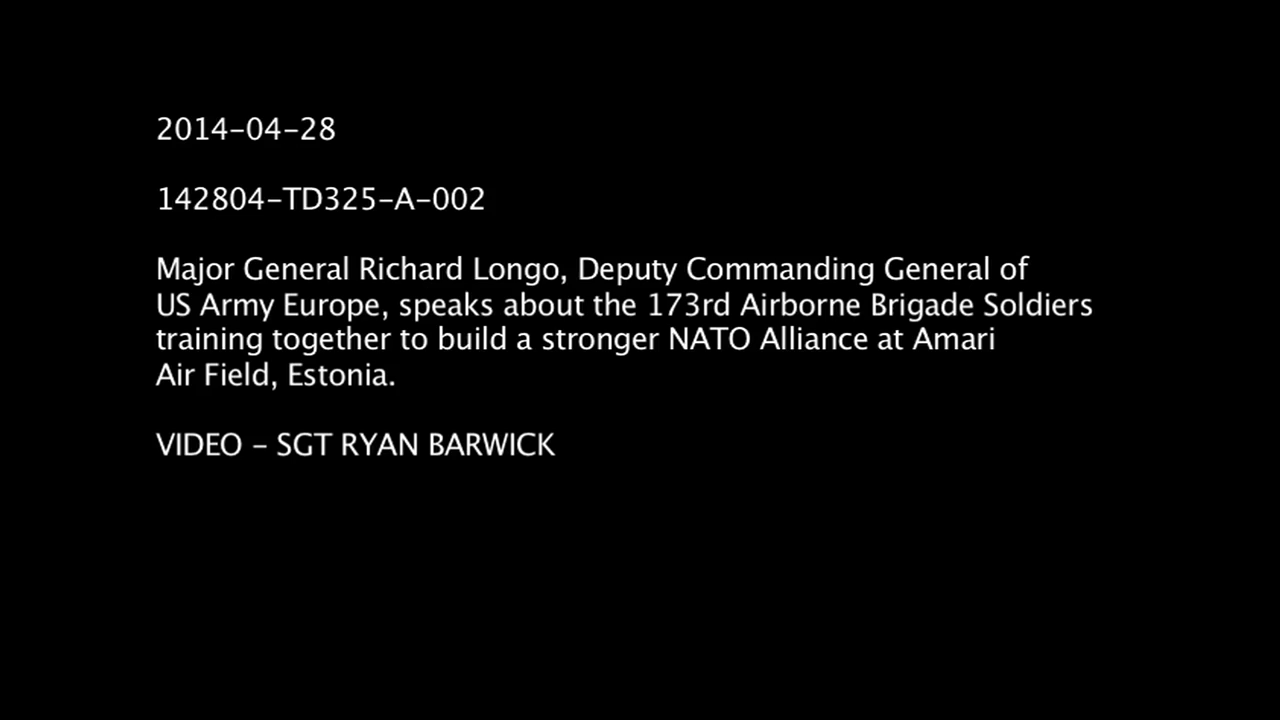 2014-04-28
142804-TD325-A-002
Major General Richard Longo, Deputy Commanding General of
US Army Europe, speaks about the 173rd Airborne Brigade Soldiers
training together to build a stronger NATO Alliance at Amari
Air Field, Estonia.
VIDEO - SGT RYAN BARWICK